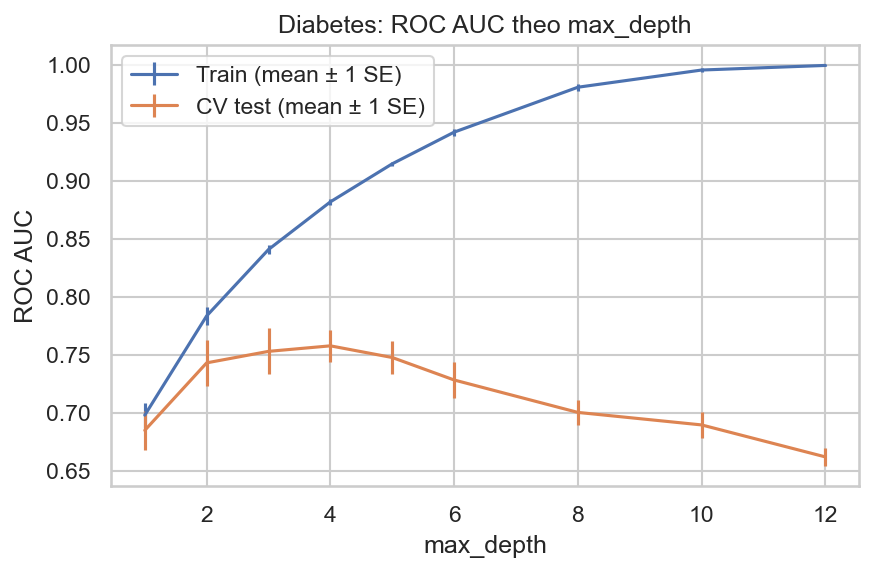 Diabetes: ROC AUC theo max_depth
Train (mean ± 1 SE)
CV test (mean ± 1 SE)
ROC AUC
1.00
0.95
0.90
0.85
0.80
0.75
0.70
0.65
2 4 6 8 10 12
max_depth